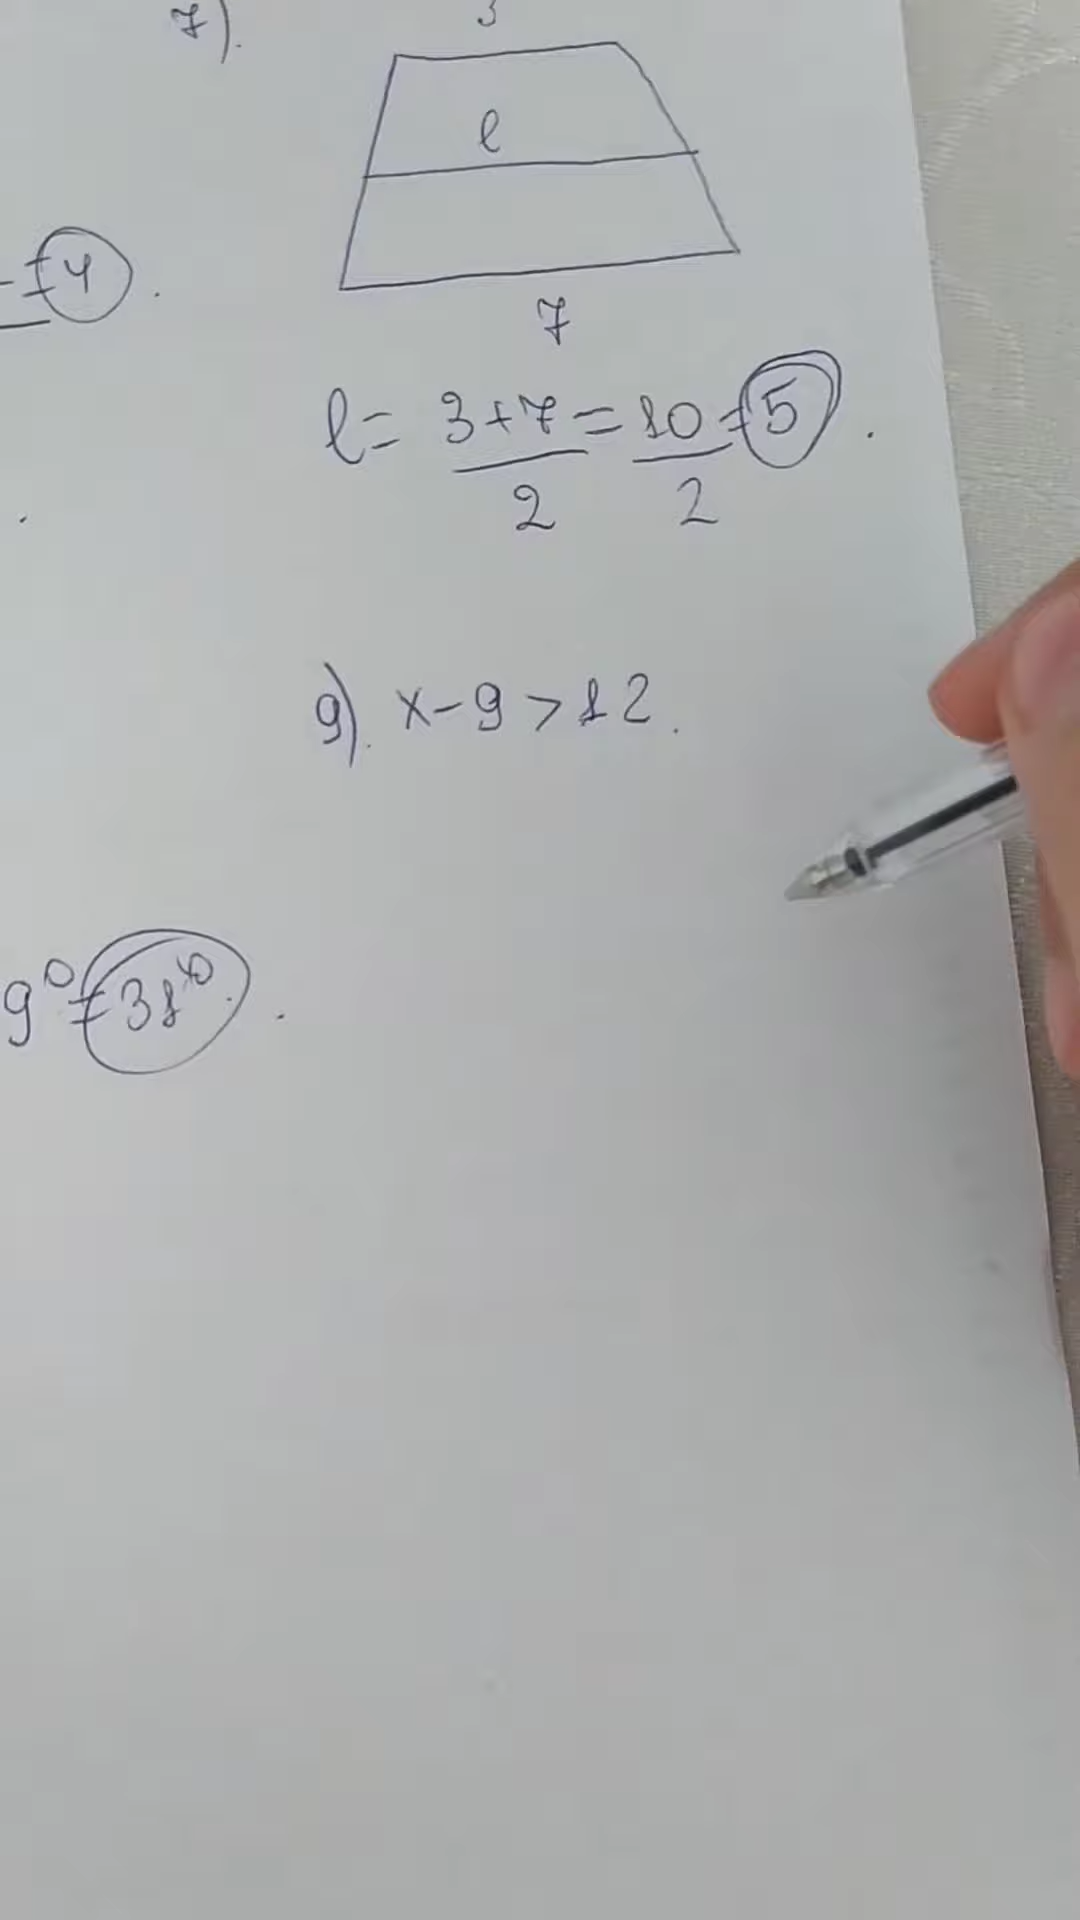 7).
3
l
=4.
7
l = 3+7/2 = 10/2 = 5.
9). x-9>12.
9° = 31°.